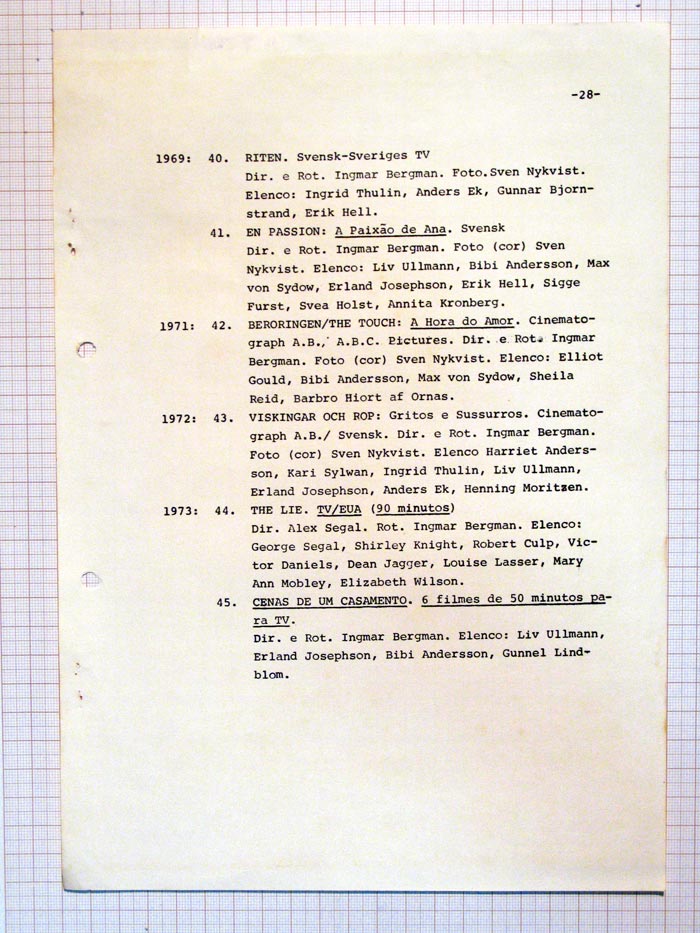 -28-
1969: 40. RITEN. Svensk-Sveriges TV
Dir. e Rot. Ingmar Bergman. Foto.Sven Nykvist.
Elenco: Ingrid Thulin, Anders Ek, Gunnar Bjorn-
strand, Erik Hell.
41. EN PASSION: A Paixão de Ana. Svensk
Dir. e Rot. Ingmar Bergman. Foto (cor) Sven
Nykvist. Elenco: Liv Ullmann, Bibi Andersson, Max
von Sydow, Erland Josephson, Erik Hell, Sigge
Furst, Svea Holst, Annita Kronberg.
1971: 42. BERORINGEN/THE TOUCH: A Hora do Amor. Cinemato-
graph A.B., A.B.C. Pictures. Dir. e Rot. Ingmar
Bergman. Foto (cor) Sven Nykvist. Elenco: Elliot
Gould, Bibi Andersson, Max von Sydow, Sheila
Reid, Barbro Hiort af Ornas.
1972: 43. VISKINGAR OCH ROP: Gritos e Sussurros. Cinemato-
graph A.B./ Svensk. Dir. e Rot. Ingmar Bergman.
Foto (cor) Sven Nykvist. Elenco Harriet Anders-
son, Kari Sylwan, Ingrid Thulin, Liv Ullmann,
Erland Josephson, Anders Ek, Henning Moritzen.
1973: 44. THE LIE. TV/EUA (90 minutos)
Dir. Alex Segal. Rot. Ingmar Bergman. Elenco:
George Segal, Shirley Knight, Robert Culp, Vic-
tor Daniels, Dean Jagger, Louise Lasser, Mary
Ann Mobley, Elizabeth Wilson.
45. CENAS DE UM CASAMENTO. 6 filmes de 50 minutos pa-
ra TV.
Dir. e Rot. Ingmar Bergman. Elenco: Liv Ullmann,
Erland Josephson, Bibi Andersson, Gunnel Lind-
blom.